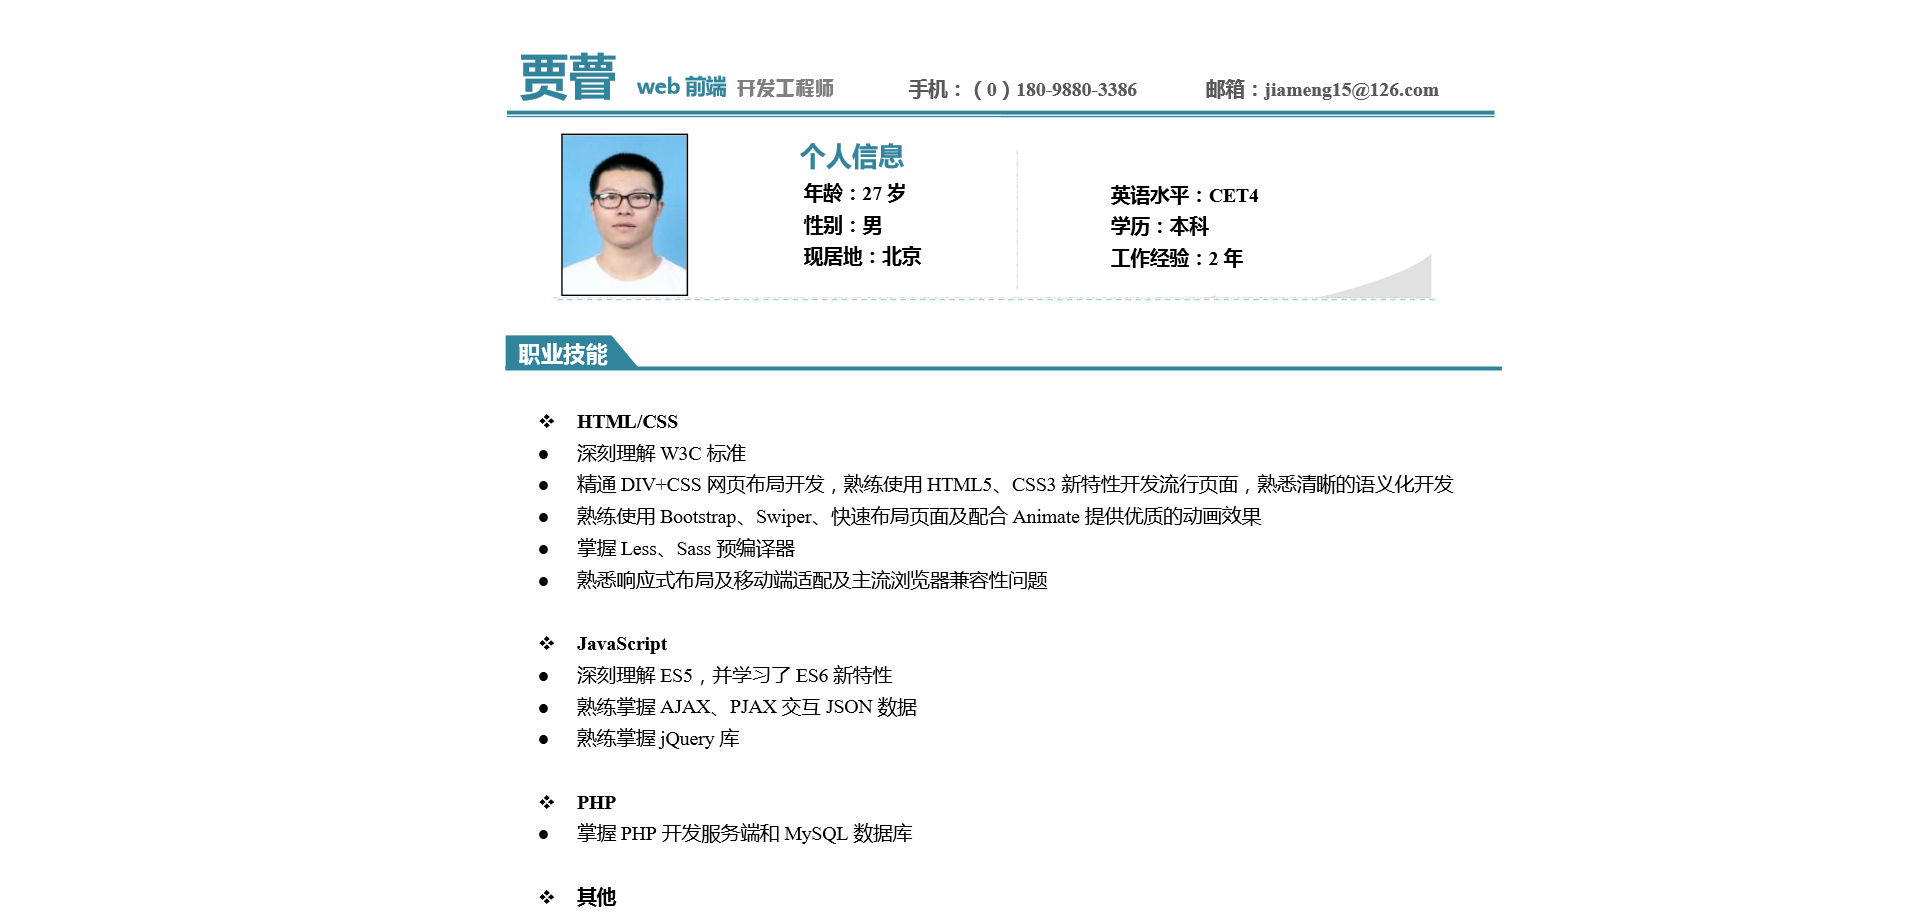 贾瞢 web 前端 开发工程师 手机：（0）180-9880-3386 邮箱：jiameng15@126.com
个人信息
年龄：27 岁
性别：男
现居地：北京
英语水平：CET4
学历：本科
工作经验：2 年
职业技能
❖ HTML/CSS
● 深刻理解 W3C 标准
● 精通 DIV+CSS 网页布局开发，熟练使用 HTML5、CSS3 新特性开发流行页面，熟悉清晰的语义化开发
● 熟练使用 Bootstrap、Swiper、快速布局页面及配合 Animate 提供优质的动画效果
● 掌握 Less、Sass 预编译器
● 熟悉响应式布局及移动端适配及主流浏览器兼容性问题
❖ JavaScript
● 深刻理解 ES5，并学习了 ES6 新特性
● 熟练掌握 AJAX、PJAX 交互 JSON 数据
● 熟练掌握 jQuery 库
❖ PHP
● 掌握 PHP 开发服务端和 MySQL 数据库
❖ 其他